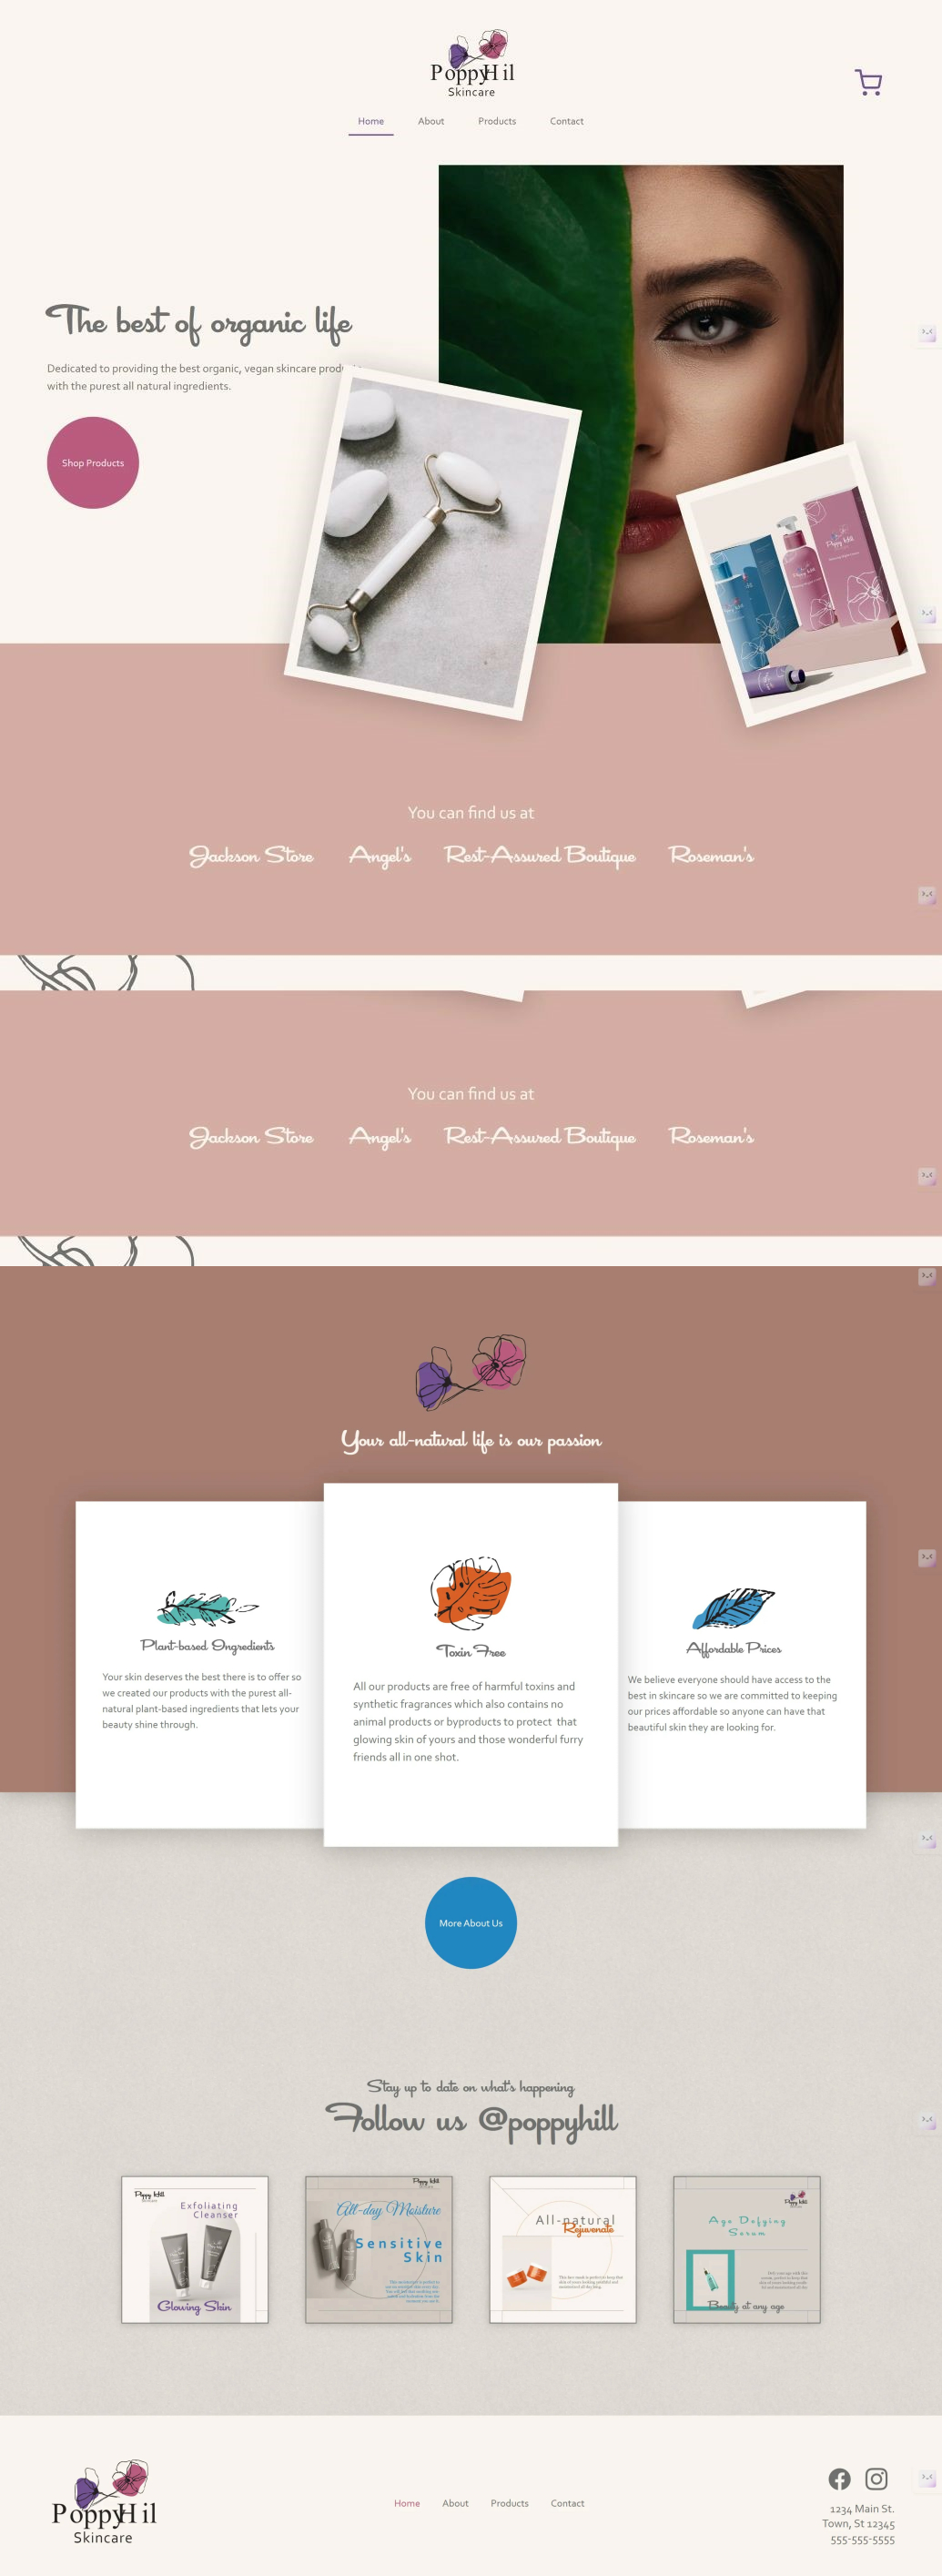 PoppyHil
Skincare
Home About Products Contact
The best of organic life
Dedicated to providing the best organic, vegan skincare
with the purest all natural ingredients.
Shop Products
Poppy Hill
You can find us at
Jackson Store Angel's Rest-Assured Boutique Roseman's
You can find us at
Jackson Store Angel's Rest-Assured Boutique Roseman's
Your all-natural life is our passion
Plant-based Ingredients
Your skin deserves the best there is to offer so
we created our products with the purest all-
natural plant-based ingredients that lets your
beauty shine through.
Toxin Free
All our products are free of harmful toxins and
synthetic fragrances which also contains no
animal products or byproducts to protect that
glowing skin of yours and those wonderful furry
friends all in one shot.
Affordable Prices
We believe everyone should have access to the
best in skincare so we are committed to keeping
our prices affordable so anyone can have that
beautiful skin they are looking for.
More About Us
Stay up to date on what's happening
Follow us @poppyhill
Poppy Hill
Exfoliating
Cleanser
Glowing Skin
Poppy Hill
All-day Moisture
Sensitive
Skin
All-natural
Rejuvenate
Poppy Hill
Age Defying
Serum
Beauty at any age
PoppyHil
Skincare
Home About Products Contact
1234 Main St.
Town, St 12345
555-555-5555